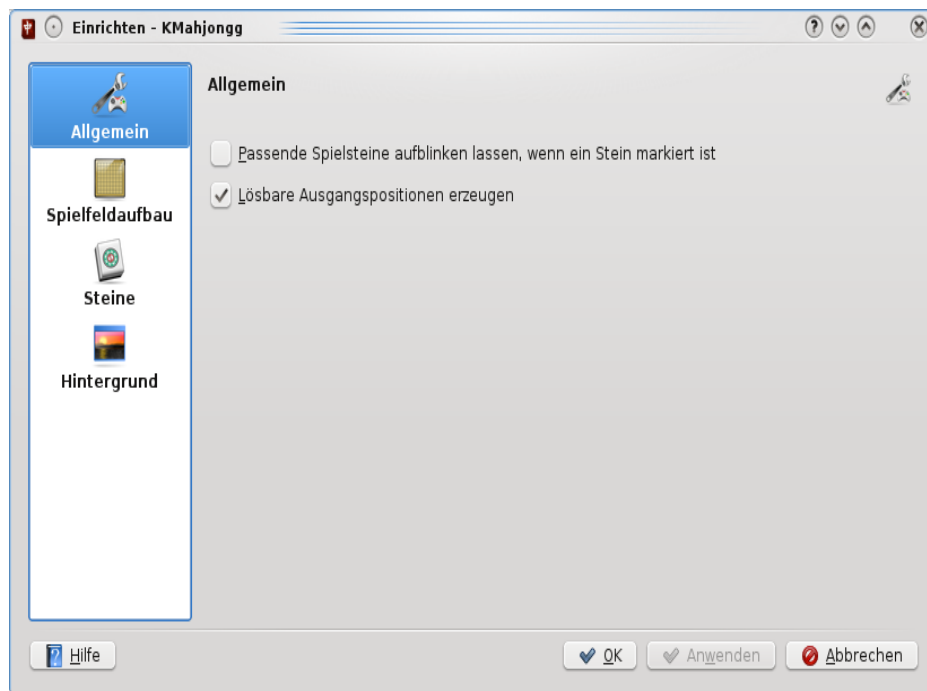 Einrichten - KMahjongg
Allgemein
Spielfeldaufbau
Steine
Hintergrund
Allgemein
Passende Spielsteine aufblinken lassen, wenn ein Stein markiert ist
Lösbare Ausgangspositionen erzeugen
Hilfe
OK
Anwenden
Abbrechen